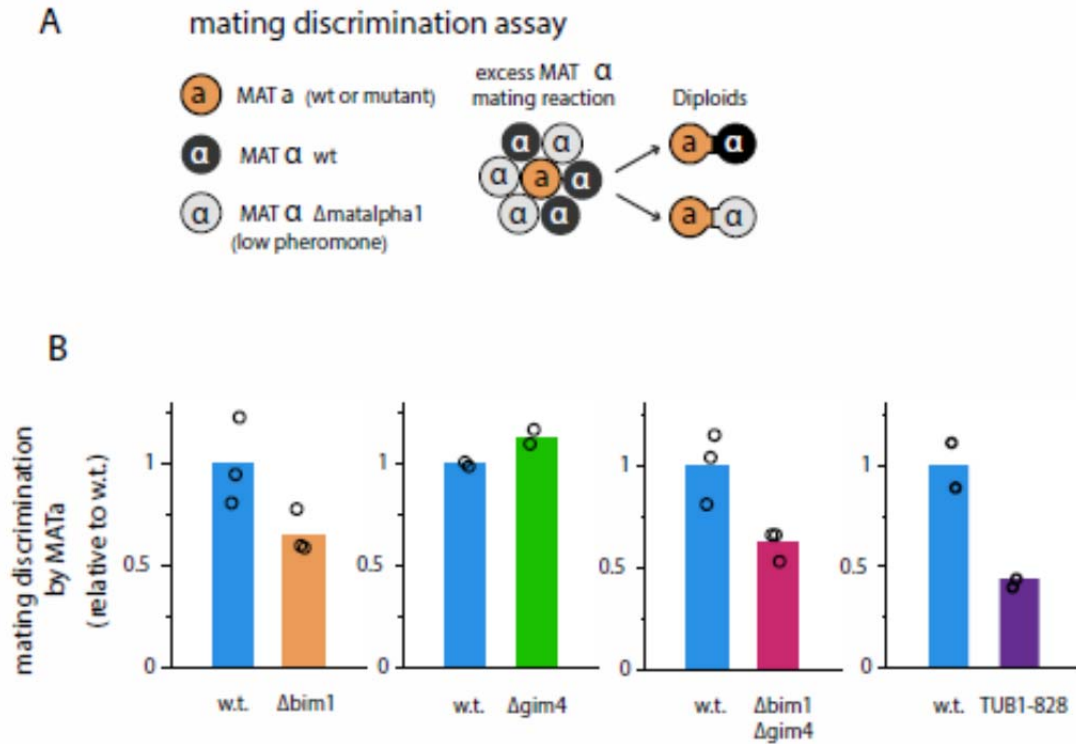 A
mating discrimination assay
a MAT a (wt or mutant)
α MAT α wt
α MAT α Δmatalpha1
(low pheromone)
excess MAT α
mating reaction
α α
α a α
α α
Diploids
a α
a α
B
mating discrimination
by MATa
(relative to w.t.)
1
0.5
0
w.t. Δbim1
1
0.5
0
w.t. Δgim4
1
0.5
0
w.t. Δbim1
Δgim4
1
0.5
0
w.t. TUB1-828